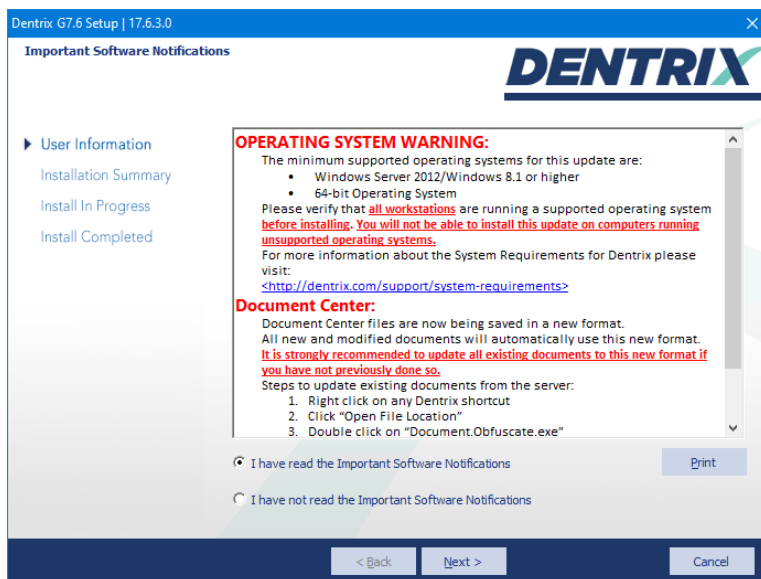 Dentrix G7.6 Setup | 17.6.3.0
Important Software Notifications
DENTRIX
User Information
Installation Summary
Install In Progress
Install Completed
OPERATING SYSTEM WARNING:
The minimum supported operating systems for this update are:
• Windows Server 2012/Windows 8.1 or higher
• 64-bit Operating System
Please verify that all workstations are running a supported operating system
before installing. You will not be able to install this update on computers running
unsupported operating systems.
For more information about the System Requirements for Dentrix please
visit:
<http://dentrix.com/support/system-requirements>
Document Center:
Document Center files are now being saved in a new format.
All new and modified documents will automatically use this new format.
It is strongly recommended to update all existing documents to this new format if
you have not previously done so.
Steps to update existing documents from the server:
1. Right click on any Dentrix shortcut
2. Click “Open File Location”
3. Double click on “Document.Obfuscate.exe”
I have read the Important Software Notifications
Print
I have not read the Important Software Notifications
< Back
Next >
Cancel